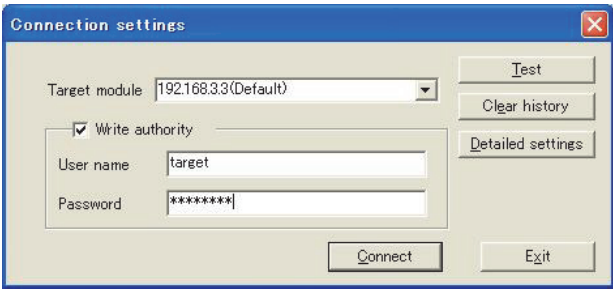 Connection settings
Test
Target module 192.168.3.3(Default)
Clear history
Write authority
Detailed settings
User name target
Password ********
Connect Exit